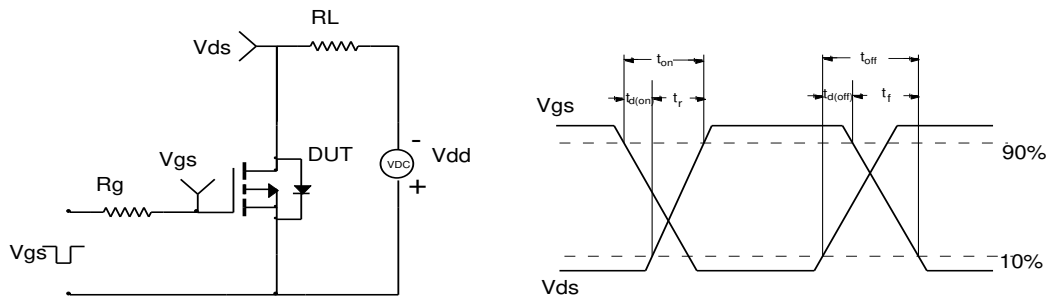 RL
Vds
Vgs
DUT
-
VDC
Vdd
+
Rg
Vgs
ton
toff
td(on)
tr
td(off)
tf
Vgs
90%
10%
Vds